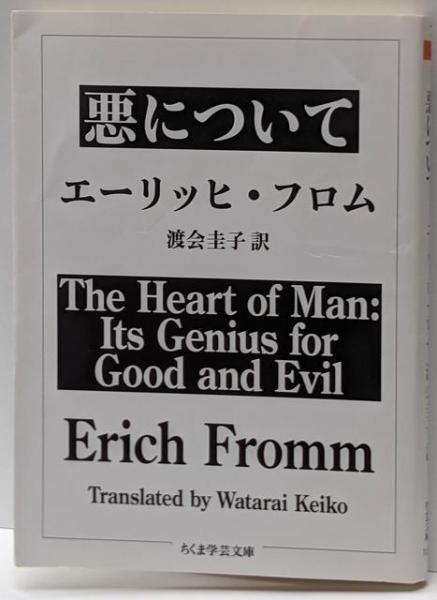 悪について
エーリッヒ・フロム
渡会圭子 訳
The Heart of Man:
Its Genius for
Good and Evil
Erich Fromm
Translated by Watarai Keiko
ちくま学芸文庫